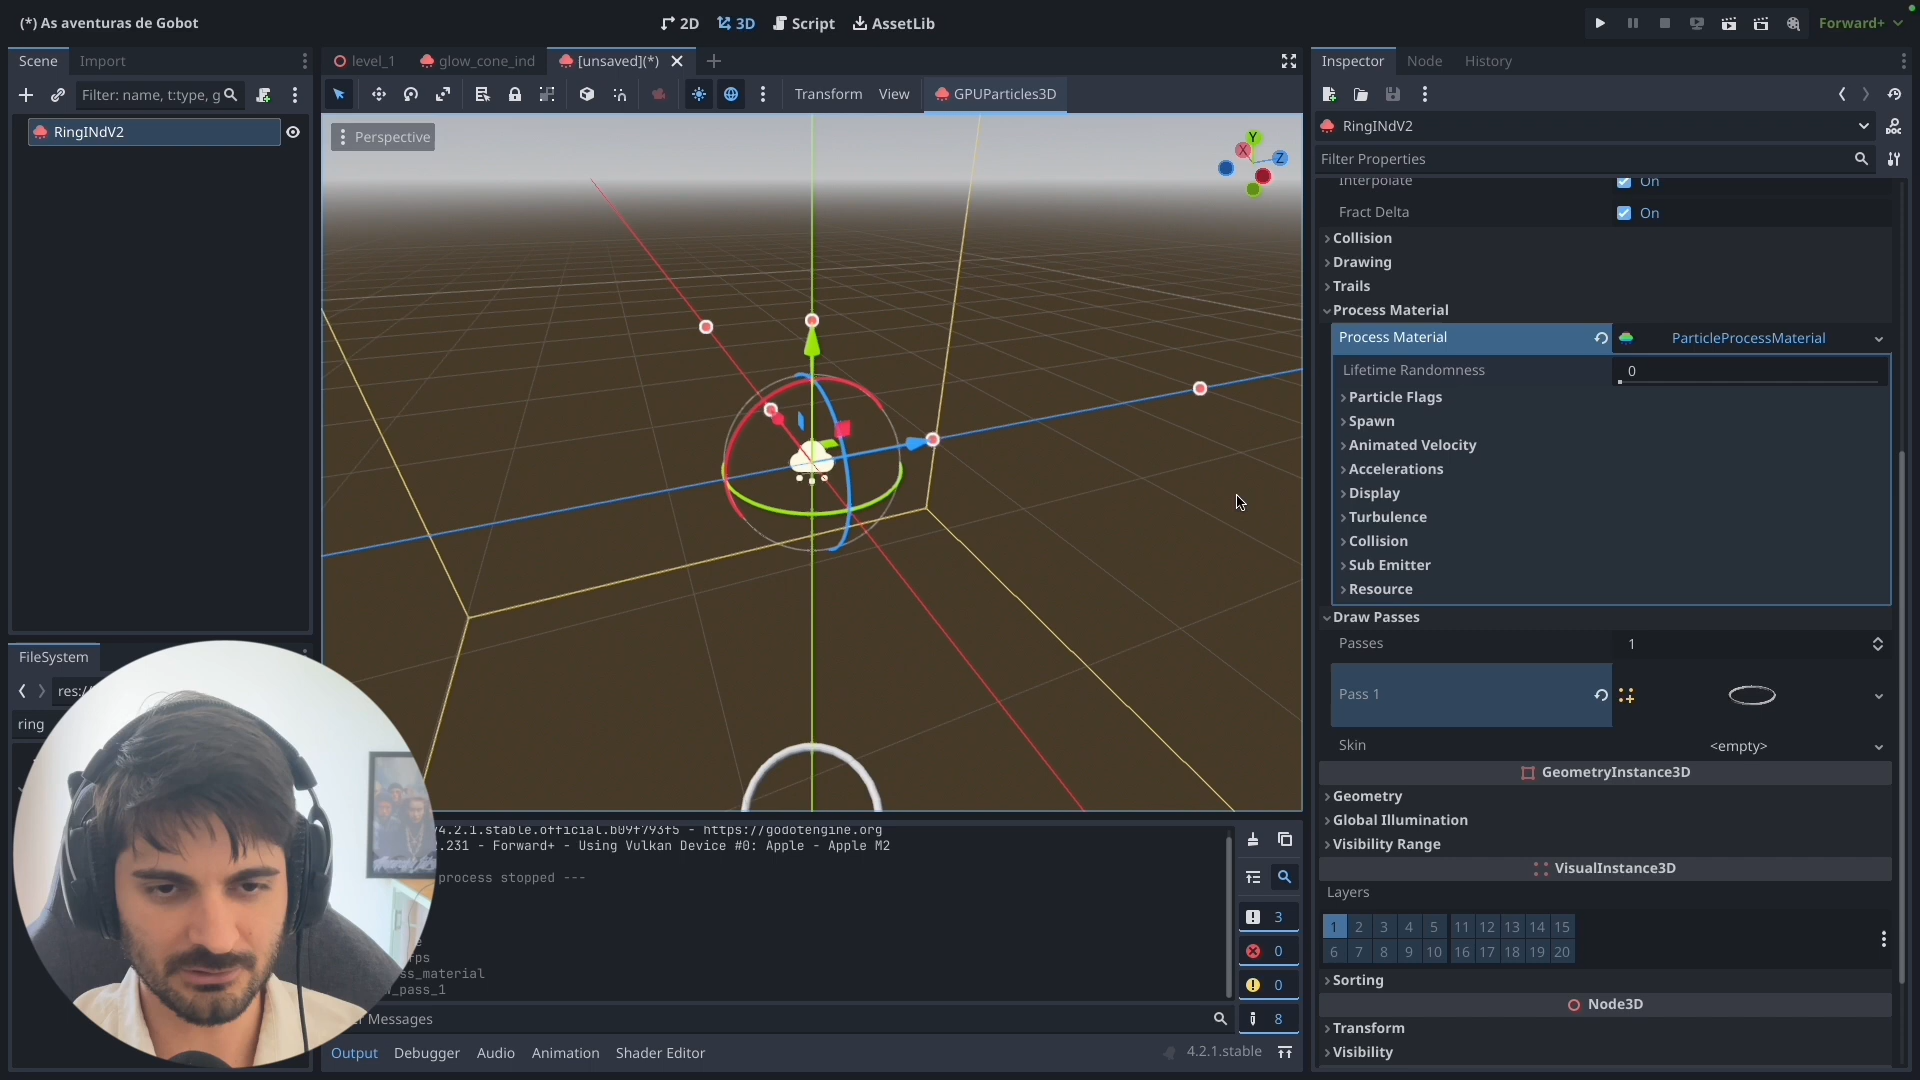 (*) As aventuras de Gobot
2D
3D
Script
AssetLib
Forward+
Scene
Import
level_1
glow_cone_ind
[unsaved](*)
Inspector
Node
History
Filter: name, t:type, g
Transform
View
GPUParticles3D
RingINdV2
Perspective
Y
X
Z
RingINdV2
Filter Properties
Interpolate
On
Fract Delta
On
Collision
Drawing
Trails
Process Material
Process Material
ParticleProcessMaterial
Lifetime Randomness
0
Particle Flags
Spawn
Animated Velocity
Accelerations
Display
Turbulence
Collision
Sub Emitter
Resource
Draw Passes
Passes
1
Pass 1
Skin
<empty>
GeometryInstance3D
Geometry
Global Illumination
Visibility Range
VisualInstance3D
Layers
1 2 3 4 5 11 12 13 14 15
6 7 8 9 10 16 17 18 19 20
Sorting
Node3D
Transform
Visibility
FileSystem
res:/
ring
4.2.1.stable.official.b09f793f5 - https://godotengine.org
.231 - Forward+ - Using Vulkan Device #0: Apple - Apple M2
process stopped ---
ss_material
_pass_1
Messages
3
0
0
8
Output
Debugger
Audio
Animation
Shader Editor
4.2.1.stable